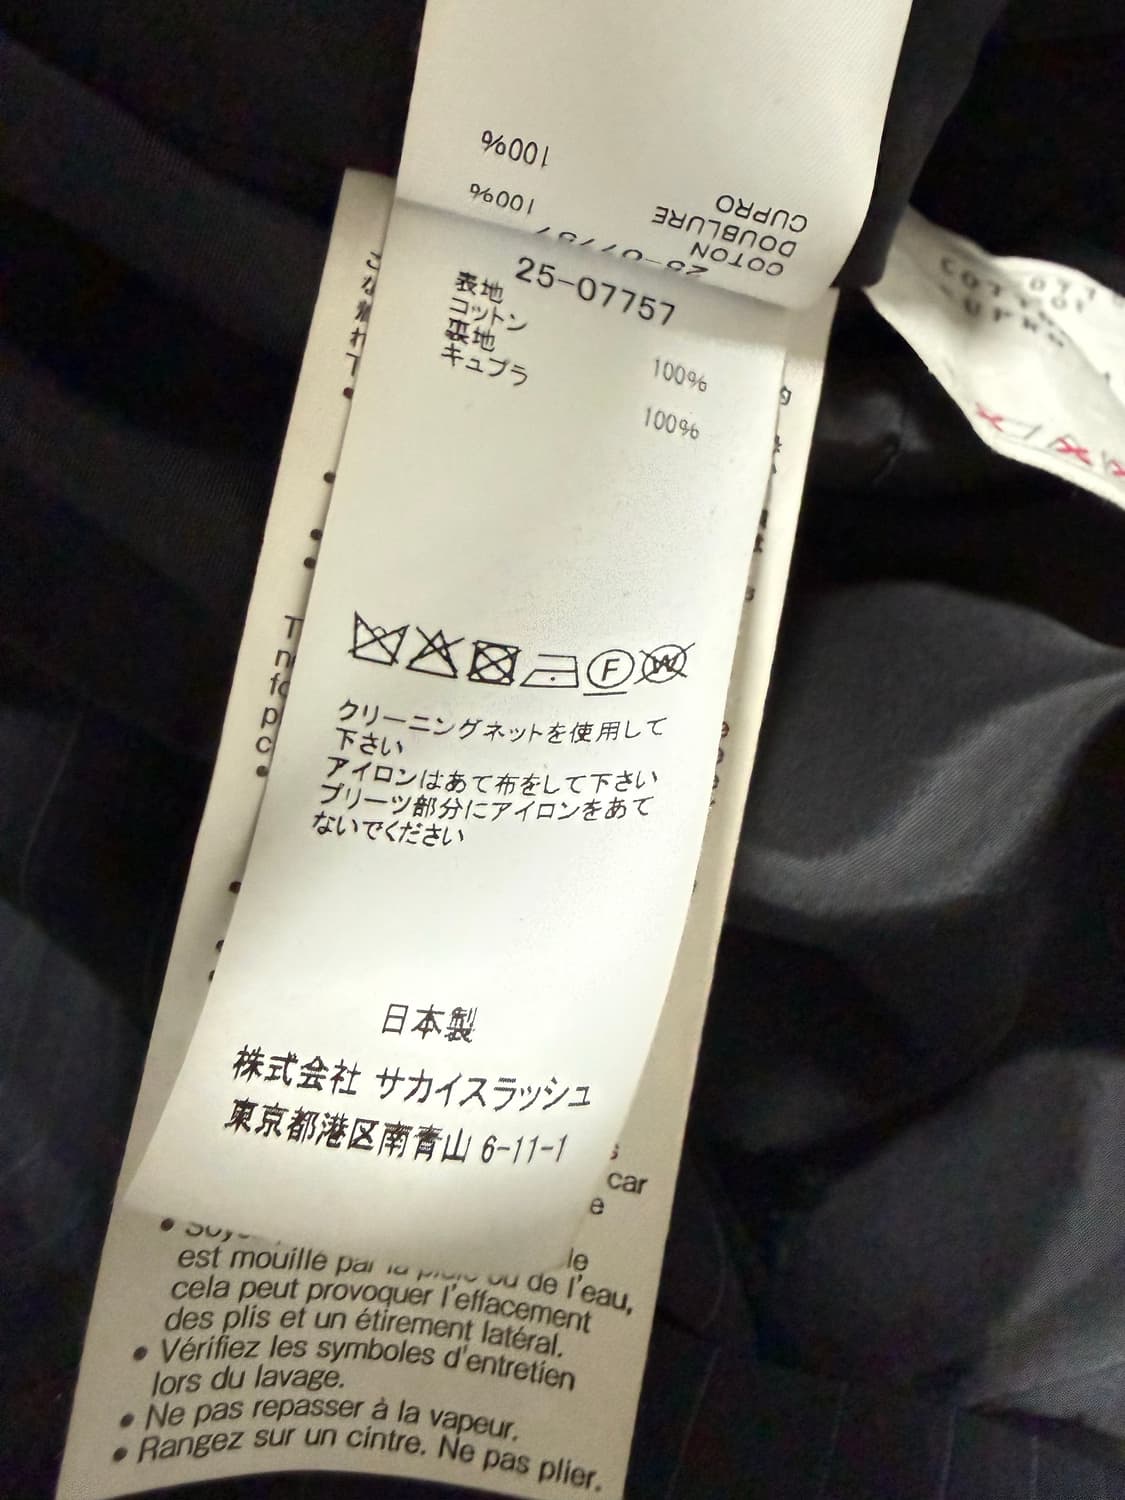 100%
100%
CUPRO
DOUBLURE
COTON
25-07757
25-07757
表地
コットン
裏地
キュプラ
100%
100%
F
W
クリーニングネットを使用して
下さい
アイロンはあて布をして下さい
プリーツ部分にアイロンをあて
ないでください
日本製
株式会社 サカイスラッシュ
東京都港区南青山 6-11-1
car
est mouillé par la pluie ou de l'eau,
cela peut provoquer l'effacement
des plis et un étirement latéral.
• Vérifiez les symboles d'entretien
lors du lavage.
• Ne pas repasser à la vapeur.
• Rangez sur un cintre. Ne pas plier.